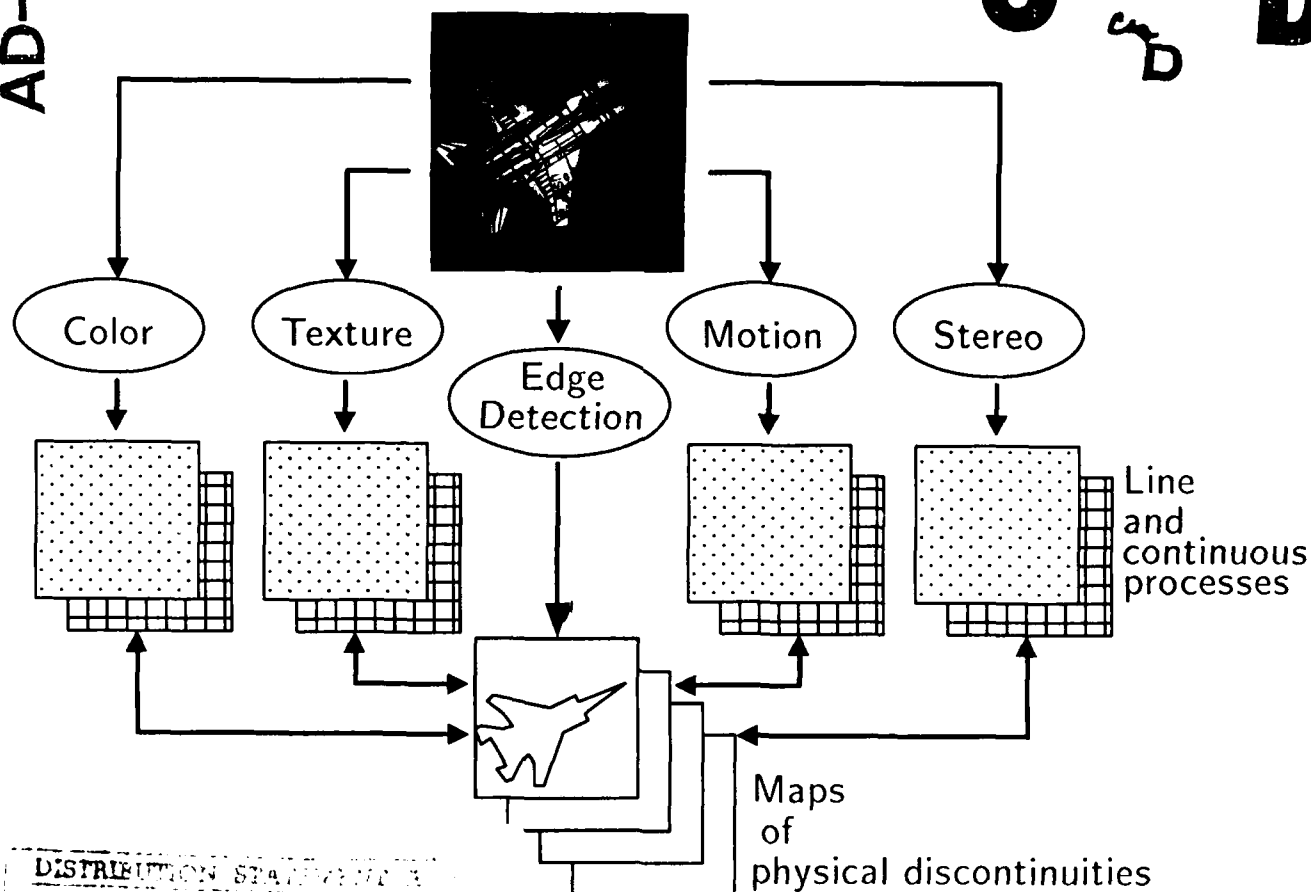 AD-
D
Color
Texture
Edge
Detection
Motion
Stereo
Line
and
continuous
processes
Maps
of
physical discontinuities
DISTRIBUTION